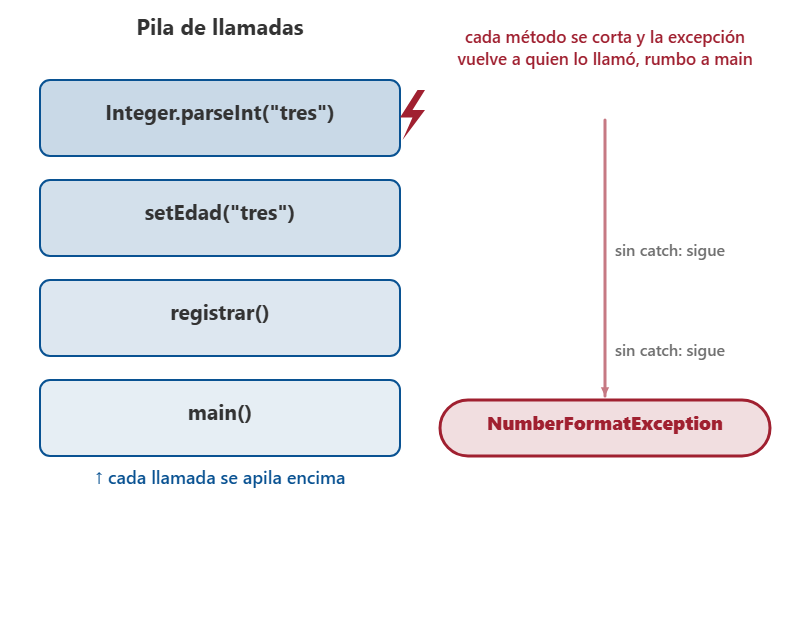 Pila de llamadas
cada método se corta y la excepción
vuelve a quien lo llamó, rumbo a main
Integer.parseInt("tres")
setEdad("tres")
sin catch: sigue
registrar()
sin catch: sigue
main()
NumberFormatException
↑ cada llamada se apila encima